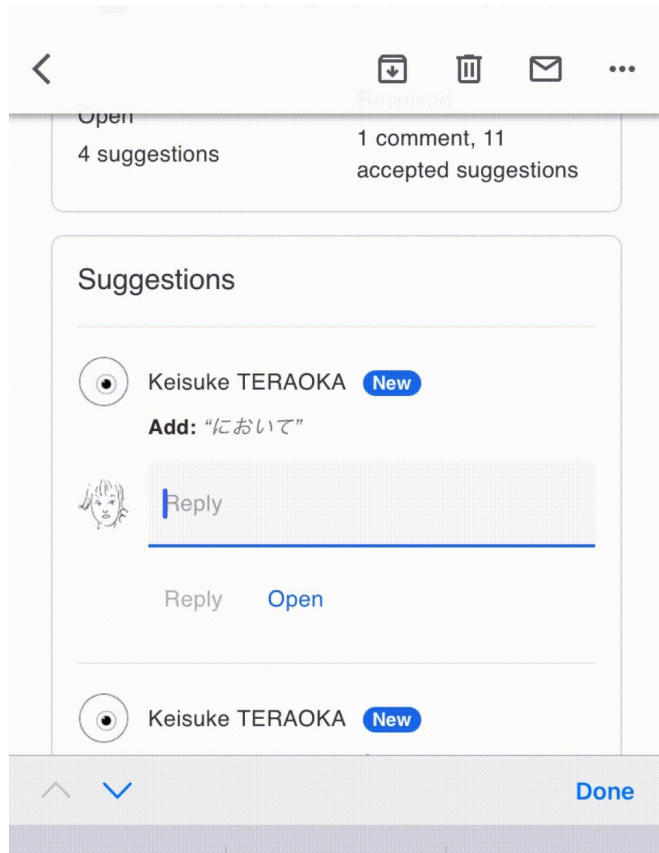 Resolved
Open
4 suggestions
1 comment, 11
accepted suggestions
Suggestions
Keisuke TERAOKA New
Add: “において”
Reply
Reply Open
Keisuke TERAOKA New
Done